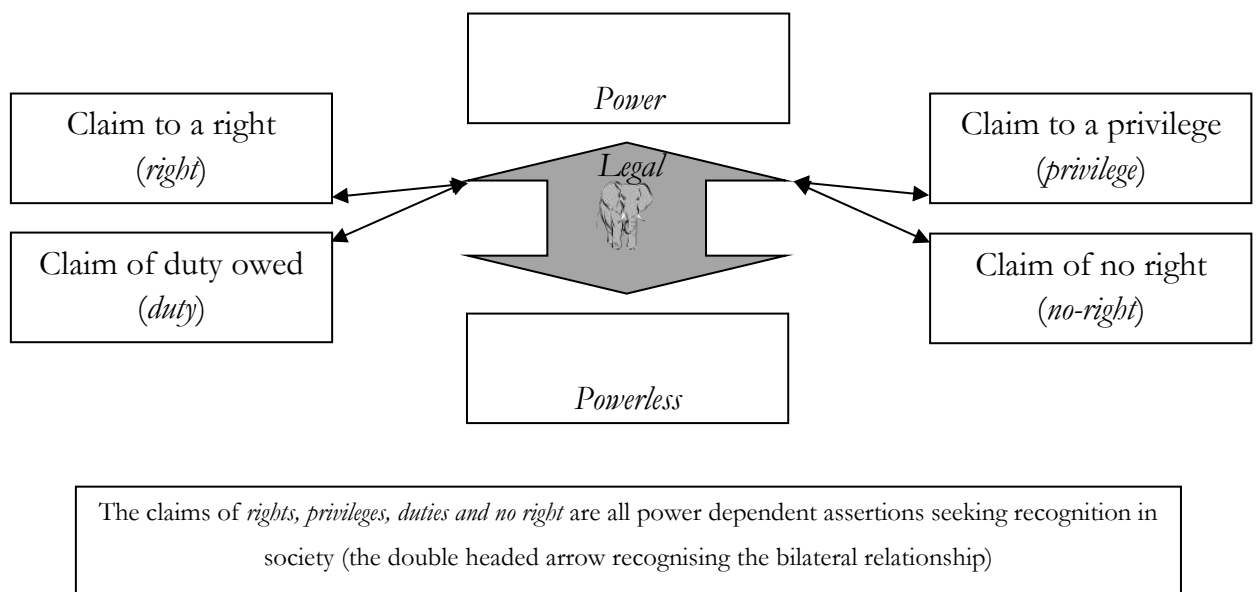 Power
Claim to a right
(right)
Claim to a privilege
(privilege)
Legal
Claim of duty owed
(duty)
Claim of no right
(no-right)
Powerless
The claims of rights, privileges, duties and no right are all power dependent assertions seeking recognition in
society (the double headed arrow recognising the bilateral relationship)